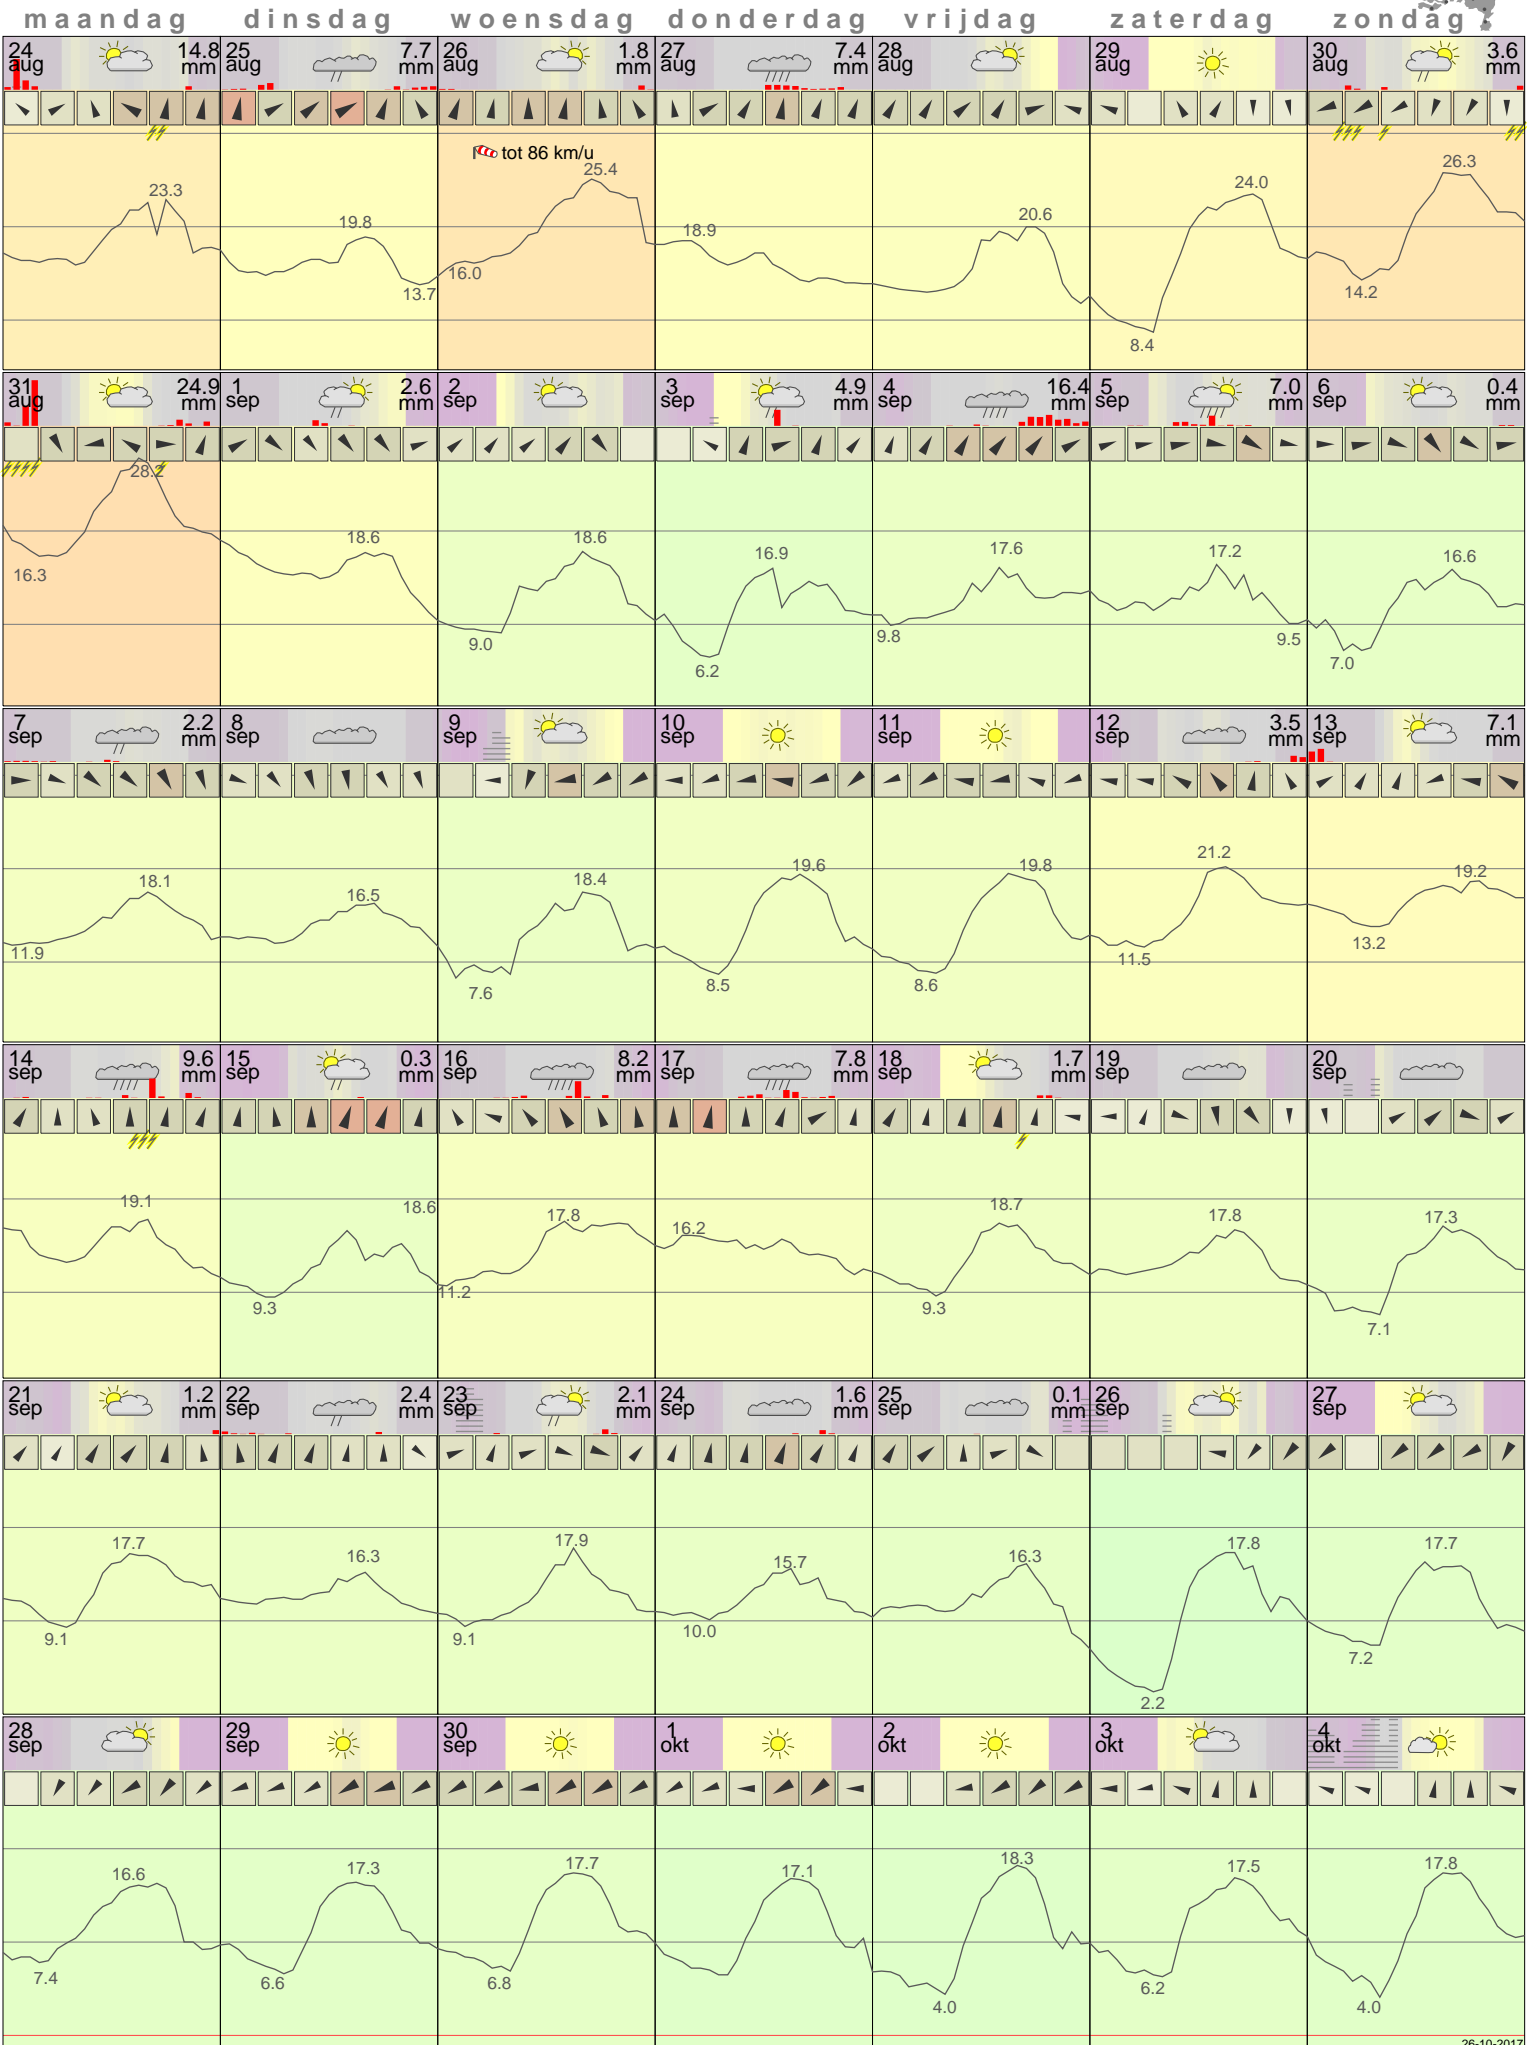 maandag dinsdag woensdag donderdag vrijdag zaterdag zondag
24 aug 14.8 mm 25 aug 7.7 mm 26 aug 1.8 mm 27 aug 7.4 mm 28 aug 29 aug 30 aug 3.6 mm
tot 86 km/u
23.3 19.8 13.7 16.0 25.4 18.9 20.6 8.4 24.0 14.2 26.3
31 aug 24.9 mm 1 sep 2.6 mm 2 sep 3 sep 4.9 mm 4 sep 16.4 mm 5 sep 7.0 mm 6 sep 0.4 mm
16.3 28.2 18.6 9.0 18.6 6.2 16.9 9.8 17.6 17.2 9.5 7.0 16.6
7 sep 2.2 mm 8 sep 9 sep 10 sep 11 sep 12 sep 3.5 mm 13 sep 7.1 mm
11.9 18.1 16.5 7.6 18.4 8.5 19.6 8.6 19.8 11.5 21.2 13.2 19.2
14 sep 9.6 mm 15 sep 0.3 mm 16 sep 8.2 mm 17 sep 7.8 mm 18 sep 1.7 mm 19 sep 20 sep
19.1 9.3 18.6 11.2 17.8 16.2 9.3 18.7 17.8 7.1 17.3
21 sep 1.2 mm 22 sep 2.4 mm 23 sep 2.1 mm 24 sep 1.6 mm 25 sep 0.1 mm 26 sep 27 sep
9.1 17.7 16.3 9.1 17.9 10.0 15.7 16.3 2.2 17.8 7.2 17.7
28 sep 29 sep 30 sep 1 okt 2 okt 3 okt 4 okt
7.4 16.6 6.6 17.3 6.8 17.7 17.1 4.0 18.3 6.2 17.5 4.0 17.8
26-10-2017